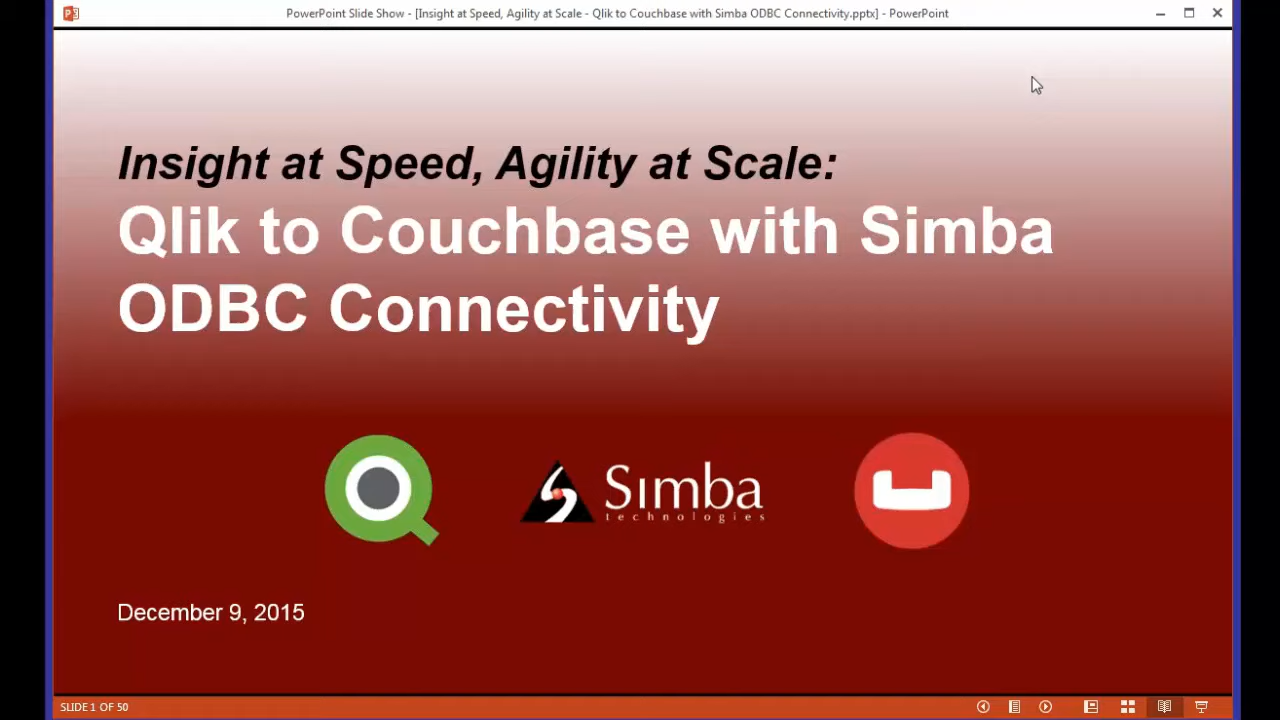 PowerPoint Slide Show - [Insight at Speed, Agility at Scale - Qlik to Couchbase with Simba ODBC Connectivity.pptx] - PowerPoint
Insight at Speed, Agility at Scale:
Qlik to Couchbase with Simba
ODBC Connectivity
Simba
technologies
December 9, 2015
SLIDE 1 OF 50